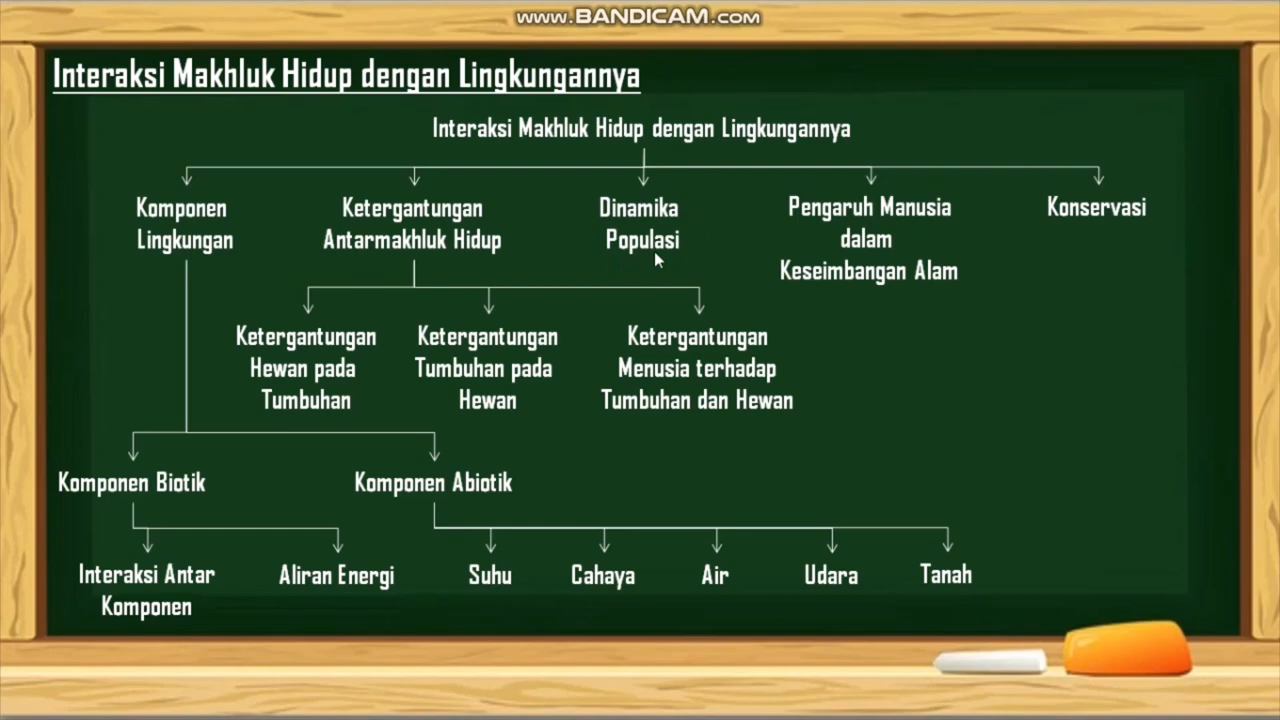 www.BANDICAM.com
Interaksi Makhluk Hidup dengan Lingkungannya
Interaksi Makhluk Hidup dengan Lingkungannya
Komponen
Lingkungan
Ketergantungan
Antarmakhluk Hidup
Dinamika
Populasi
Pengaruh Manusia
dalam
Keseimbangan Alam
Konservasi
Ketergantungan
Hewan pada
Tumbuhan
Ketergantungan
Tumbuhan pada
Hewan
Ketergantungan
Menusia terhadap
Tumbuhan dan Hewan
Komponen Biotik
Komponen Abiotik
Interaksi Antar
Komponen
Aliran Energi
Suhu
Cahaya
Air
Udara
Tanah